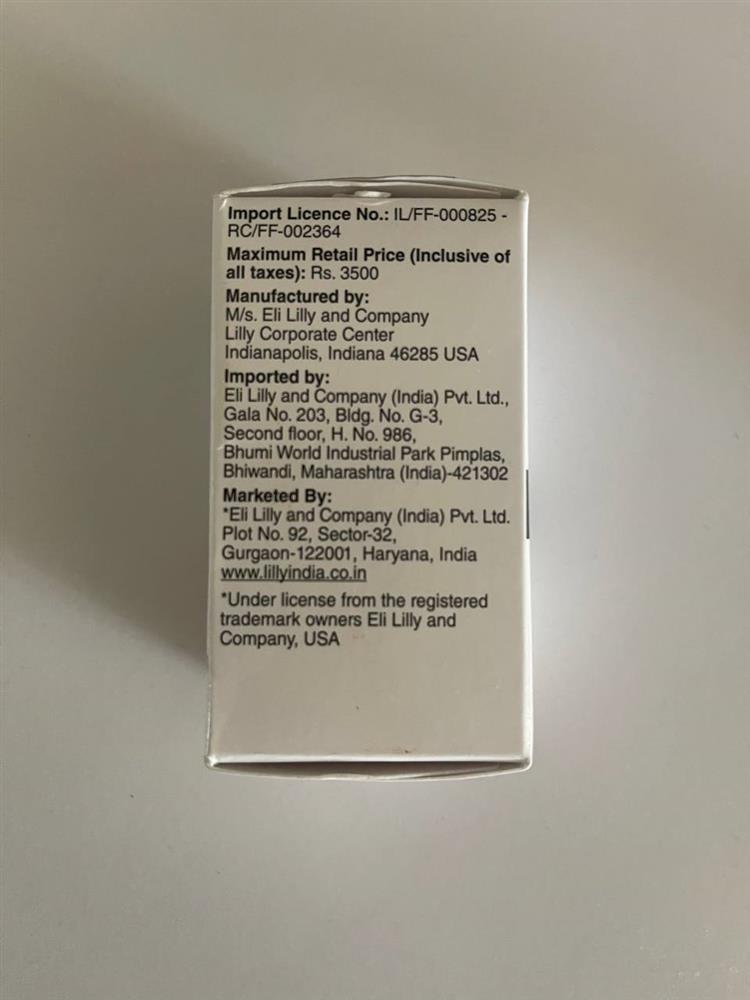 Import Licence No.: IL/FF-000825 -
RC/FF-002364
Maximum Retail Price (Inclusive of
all taxes): Rs. 3500
Manufactured by:
M/s. Eli Lilly and Company
Lilly Corporate Center
Indianapolis, Indiana 46285 USA
Imported by:
Eli Lilly and Company (India) Pvt. Ltd.,
Gala No. 203, Bldg. No. G-3,
Second floor, H. No. 986,
Bhumi World Industrial Park Pimplas,
Bhiwandi, Maharashtra (India)-421302
Marketed By:
*Eli Lilly and Company (India) Pvt. Ltd.
Plot No. 92, Sector-32,
Gurgaon-122001, Haryana, India
www.lillyindia.co.in
*Under license from the registered
trademark owners Eli Lilly and
Company, USA